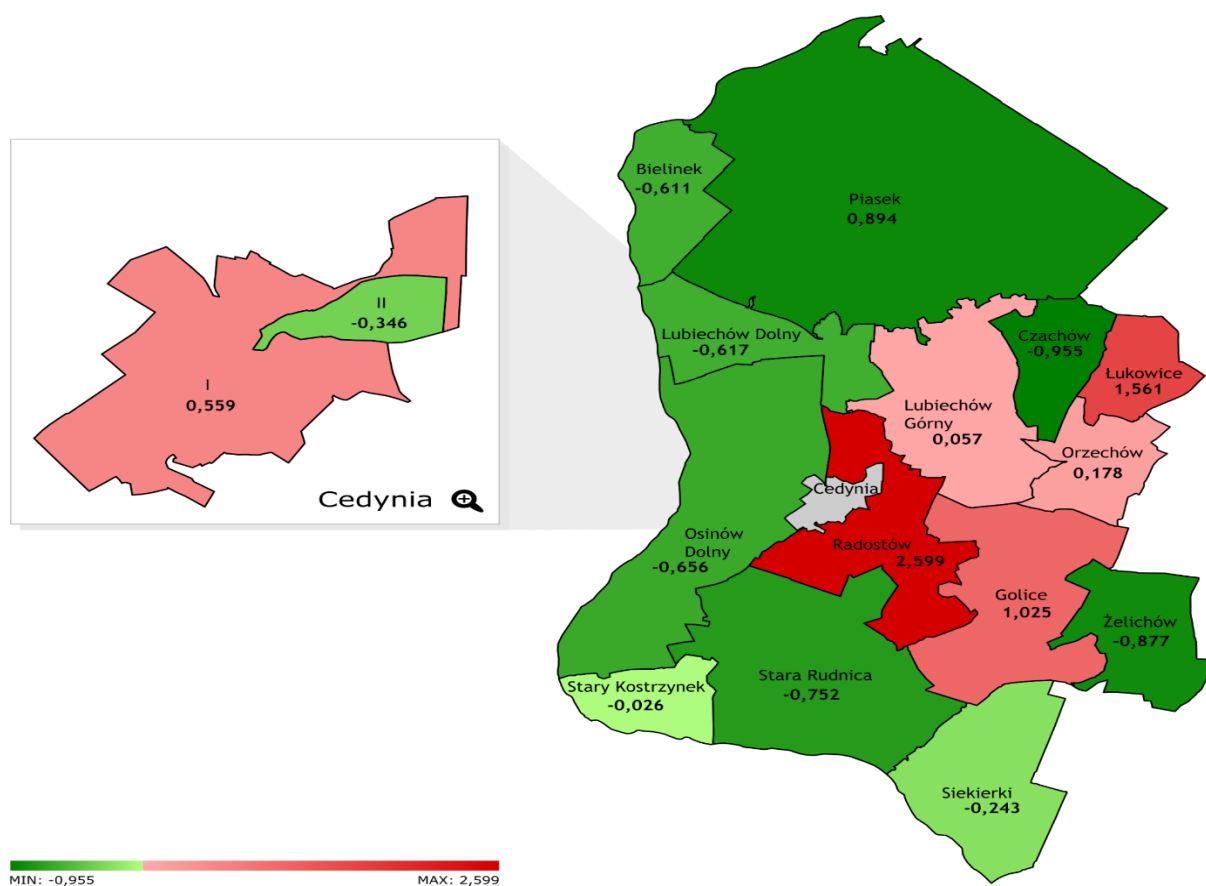 Bielinek
-0,611
Piasek
0,894
II
-0,346
I
0,559
Cedynia
Lubiechów Dolny
-0,617
Czachów
-0,955
Łukowice
1,561
Lubiechów
Górny
0,057
Orzechów
0,178
Cedynia
Osinów
Dolny
-0,656
Radostów
2,599
Golice
1,025
Żelichów
-0,877
Stary Kostrzynek
-0,026
Stara Rudnica
-0,752
Siekierki
-0,243
MIN: -0,955
MAX: 2,599